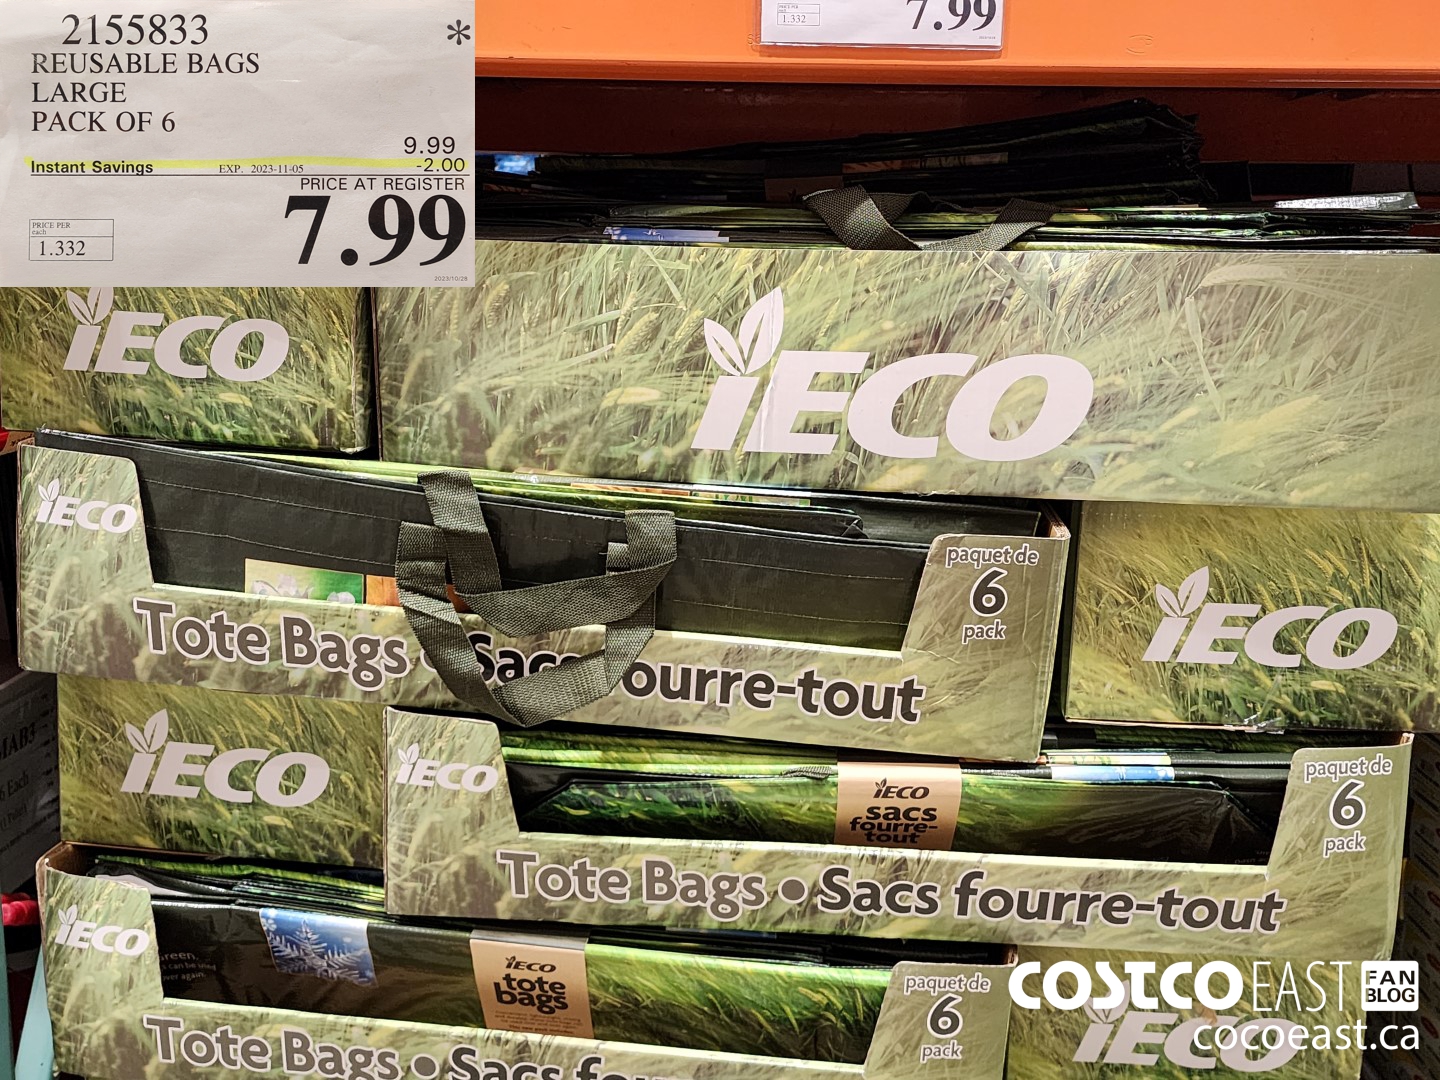 2155833 *
REUSABLE BAGS
LARGE
PACK OF 6
9.99
Instant Savings EXP. 2023-11-05 -2.00
PRICE AT REGISTER
7.99
PRICE PER
each
1.332
2023/10/28
1.332
7.99
iECO
iECO
iECO
paquet de
6
pack
Tote Bags • Sacs fourre-tout
iECO
iECO
iECO
iECO
sacs
fourre-
tout
paquet de
6
pack
Tote Bags • Sacs fourre-tout
iECO
iECO
tote
bags
paquet de
6
pack
Tote Bags • Sacs fou
iECO
COSTCO EAST FAN BLOG
cocoeast.ca